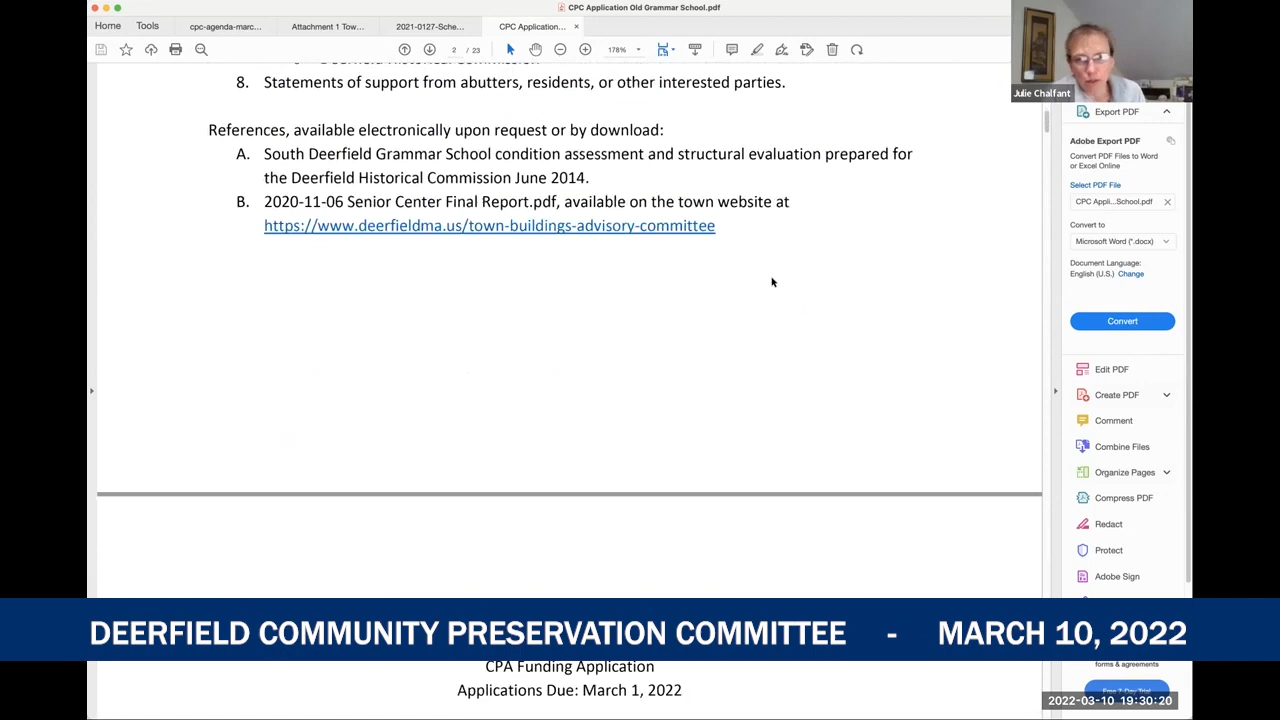 CPC Application Old Grammar School.pdf
Home Tools cpc-agenda-marc... Attachment 1 Tow... 2021-0127-Sche... CPC Application... ×
2 / 23 178%
8. Statements of support from abutters, residents, or other interested parties.
References, available electronically upon request or by download:
A. South Deerfield Grammar School condition assessment and structural evaluation prepared for
the Deerfield Historical Commission June 2014.
B. 2020-11-06 Senior Center Final Report.pdf, available on the town website at
https://www.deerfieldma.us/town-buildings-advisory-committee
Julie Chalfant
Export PDF
Adobe Export PDF
Convert PDF Files to Word
or Excel Online
Select PDF File
CPC Appli...School.pdf
Convert to
Microsoft Word (*.docx)
Document Language:
English (U.S.) Change
Convert
Edit PDF
Create PDF
Comment
Combine Files
Organize Pages
Compress PDF
Redact
Protect
Adobe Sign
DEERFIELD COMMUNITY PRESERVATION COMMITTEE - MARCH 10, 2022
CPA Funding Application
Applications Due: March 1, 2022
forms & agreements
Free 7-Day Trial
2022-03-10 19:30:20